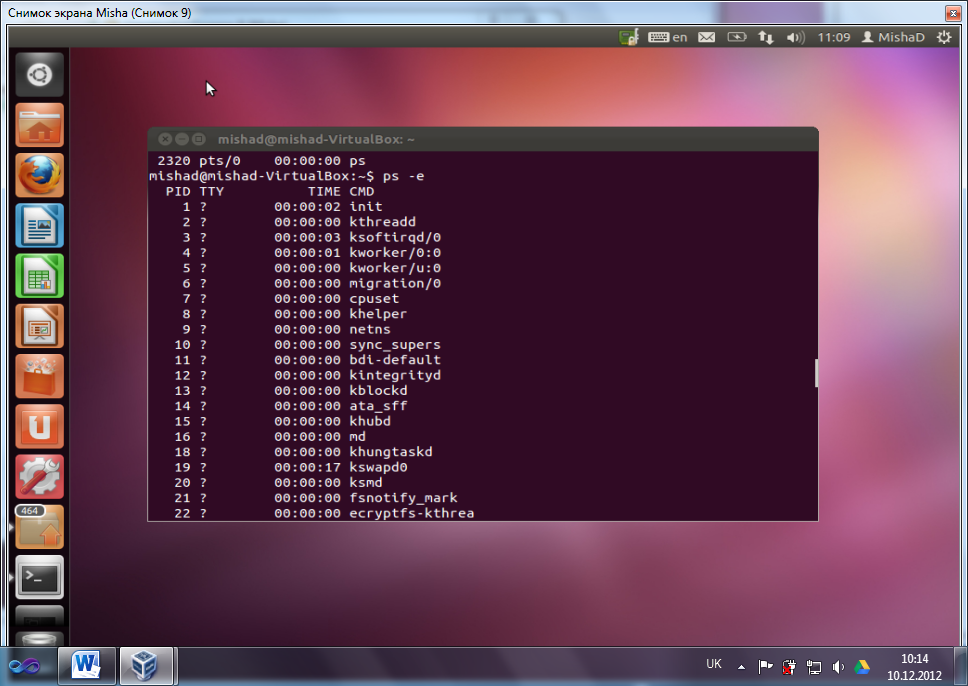 Снимок экрана Misha (Снимок 9)
en 11:09 MishaD
mishad@mishad-VirtualBox: ~
2320 pts/0 00:00:00 ps
mishad@mishad-VirtualBox:~$ ps -e
PID TTY TIME CMD
1 ? 00:00:02 init
2 ? 00:00:00 kthreadd
3 ? 00:00:03 ksoftirqd/0
4 ? 00:00:01 kworker/0:0
5 ? 00:00:00 kworker/u:0
6 ? 00:00:00 migration/0
7 ? 00:00:00 cpuset
8 ? 00:00:00 khelper
9 ? 00:00:00 netns
10 ? 00:00:00 sync_supers
11 ? 00:00:00 bdi-default
12 ? 00:00:00 kintegrityd
13 ? 00:00:00 kblockd
14 ? 00:00:00 ata_sff
15 ? 00:00:00 khubd
16 ? 00:00:00 md
18 ? 00:00:00 khungtaskd
19 ? 00:00:17 kswapd0
20 ? 00:00:00 ksmd
21 ? 00:00:00 fsnotify_mark
22 ? 00:00:00 ecryptfs-kthrea
464
>_
UK
10:14
10.12.2012